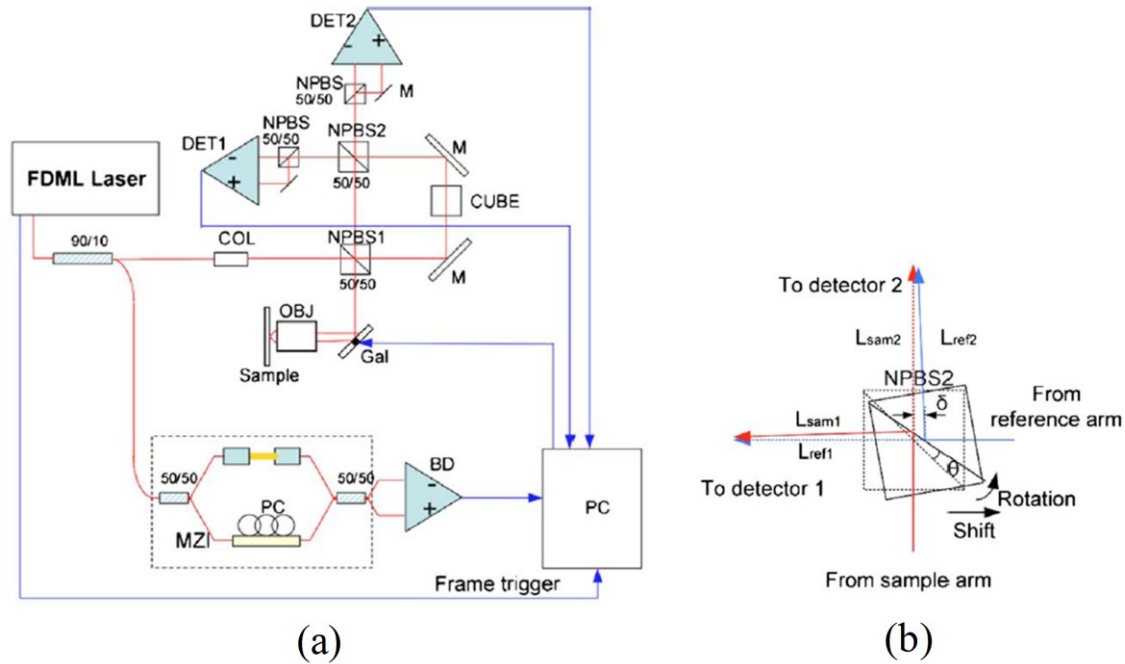 DET2
- +
NPBS
50/50
M
DET1
NPBS
50/50
-
+
NPBS2
50/50
M
CUBE
FDML Laser
90/10
COL
NPBS1
50/50
M
OBJ
Gal
Sample
50/50
50/50
PC
MZI
BD
-
+
PC
Frame trigger
(a)
To detector 2
Lsam2
Lref2
NPBS2
δ
From
reference arm
Lsam1
Lref1
θ
To detector 1
Rotation
Shift
From sample arm
(b)